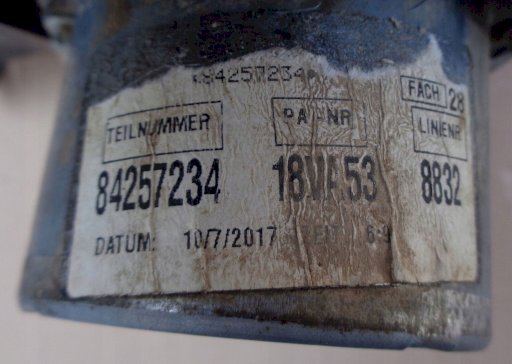 *84257234*
FACH 28
TEILNUMMER LINIENR
84257234 8832
DATUM: 10/7/2017